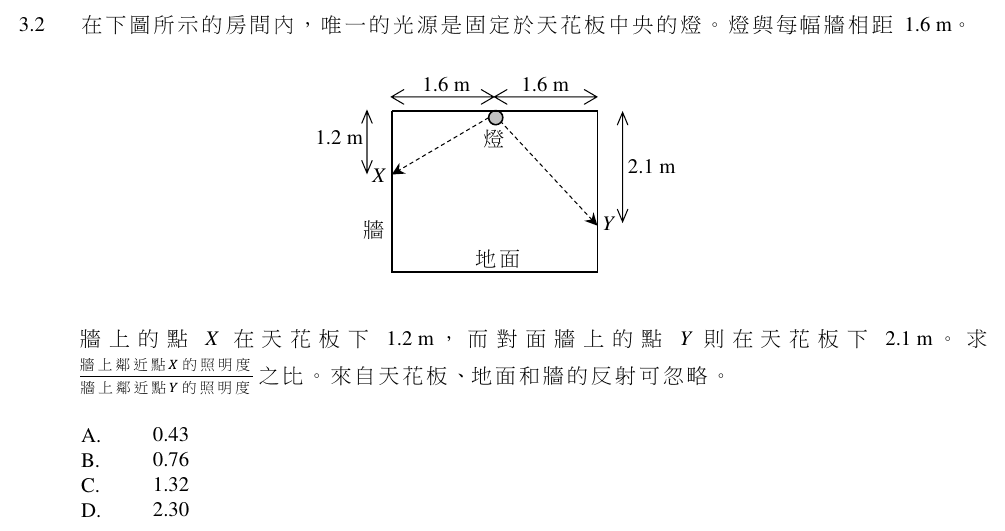 3.2 在下圖所示的房間內，唯一的光源是固定於天花板中央的燈。燈與每幅牆相距 1.6 m。
1.6 m 1.6 m
1.2 m
燈
2.1 m
X
Y
牆
地面
牆上的點 X 在天花板下 1.2 m，而對面牆上的點 Y 則在天花板下 2.1 m。求
牆上鄰近點X的照明度
牆上鄰近點Y的照明度
之比。來自天花板、地面和牆的反射可忽略。
A. 0.43
B. 0.76
C. 1.32
D. 2.30